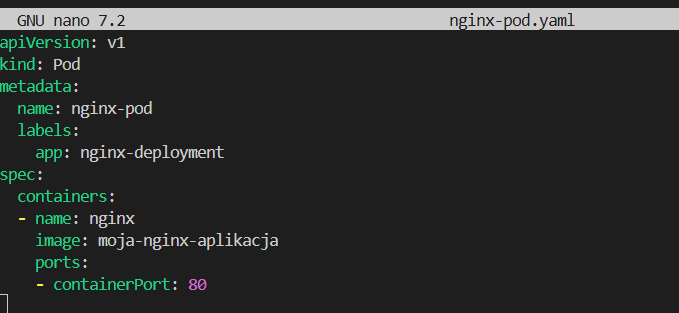 GNU nano 7.2 nginx-pod.yaml
apiVersion: v1
kind: Pod
metadata:
  name: nginx-pod
  labels:
    app: nginx-deployment
spec:
  containers:
  - name: nginx
    image: moja-nginx-aplikacja
    ports:
    - containerPort: 80